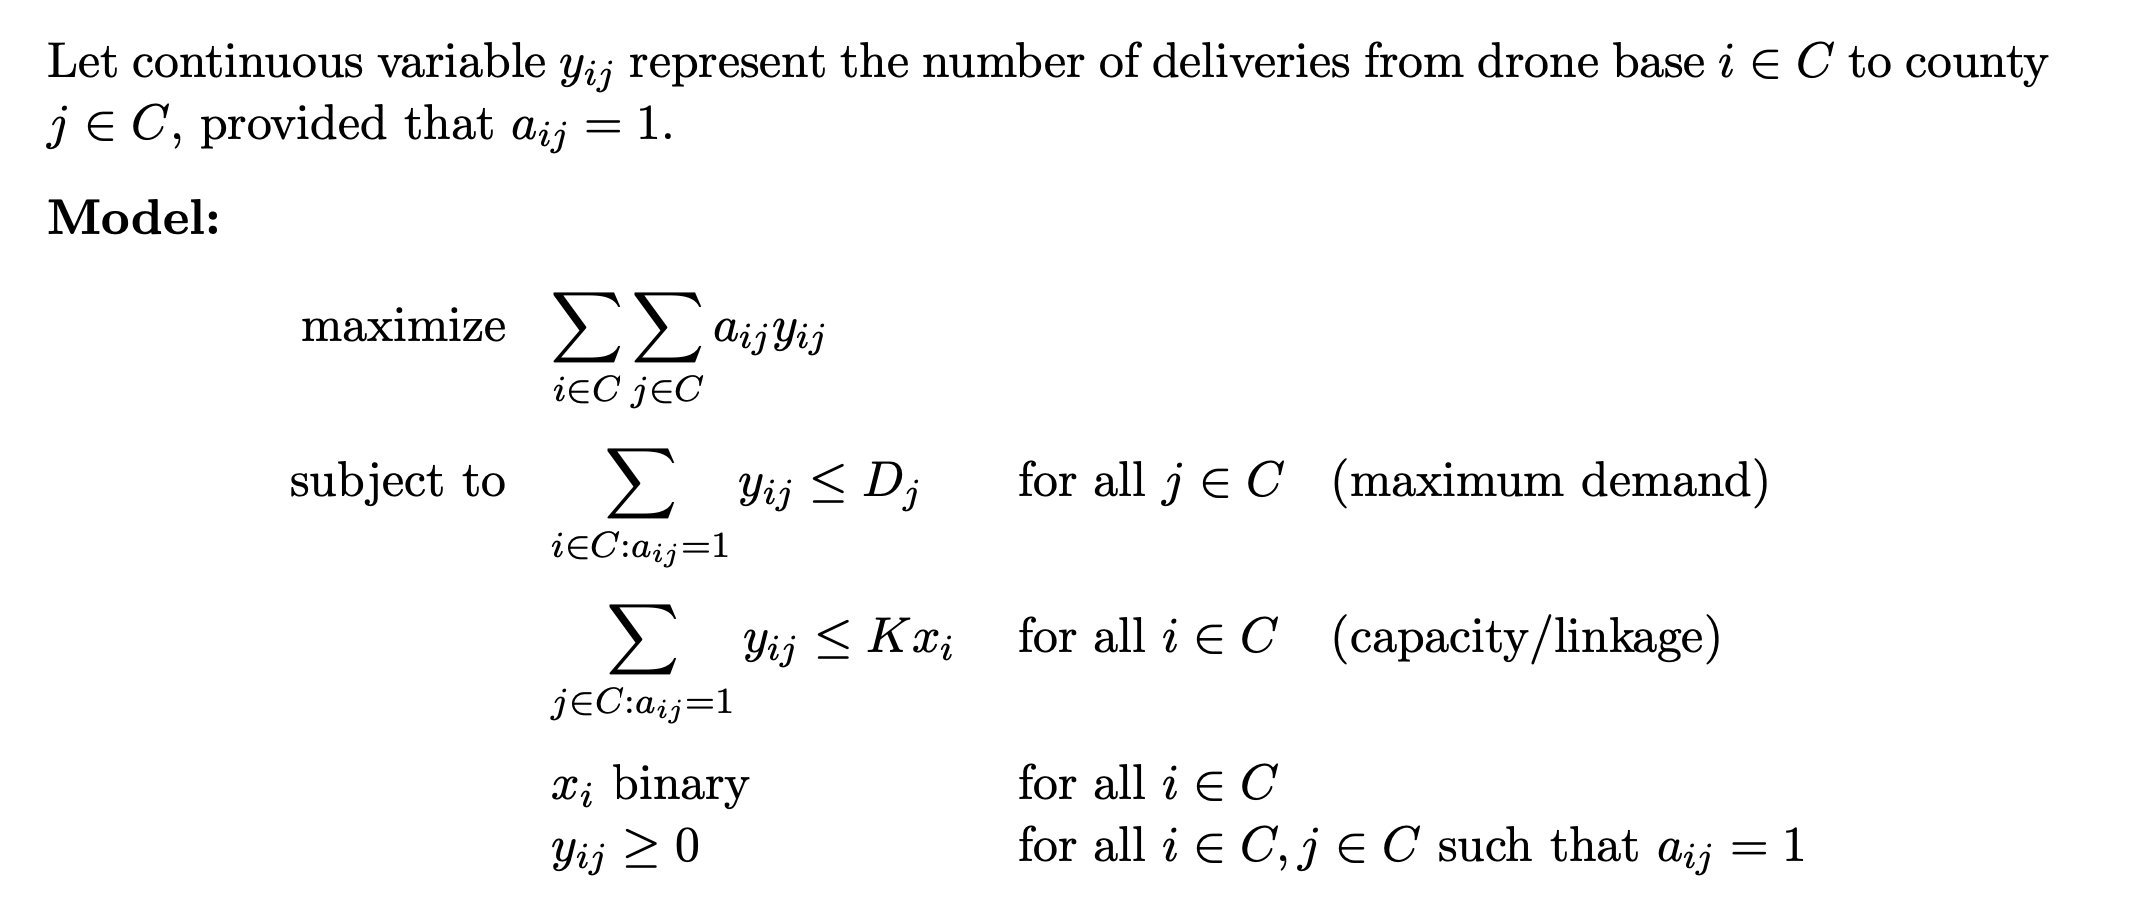 Let continuous variable $y_{ij}$ represent the number of deliveries from drone base $i \in C$ to county
$j \in C$, provided that $a_{ij} = 1$.
Model:
maximize $\sum_{i \in C} \sum_{j \in C} a_{ij} y_{ij}$
subject to $\sum_{i \in C : a_{ij} = 1} y_{ij} \leq D_j$ for all $j \in C$ (maximum demand)
$\sum_{j \in C : a_{ij} = 1} y_{ij} \leq K x_i$ for all $i \in C$ (capacity/linkage)
$x_i$ binary for all $i \in C$
$y_{ij} \geq 0$ for all $i \in C, j \in C$ such that $a_{ij} = 1$